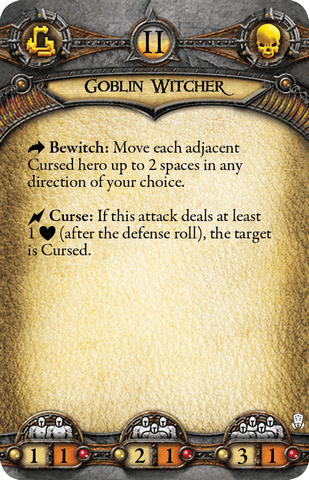 II
Goblin Witcher
Bewitch: Move each adjacent
Cursed hero up to 2 spaces in any
direction of your choice.
Curse: If this attack deals at least
1 (after the defense roll), the target
is Cursed.
1 1 2 1 3 1